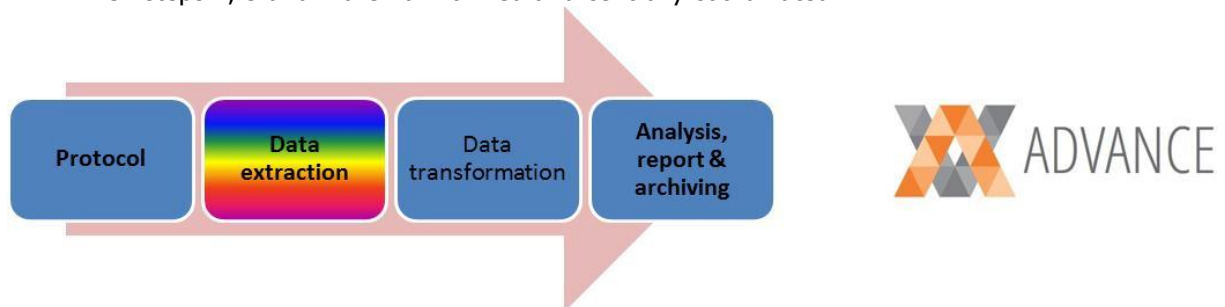 Protocol
Data
extraction
Data
transformation
Analysis,
report &
archiving
ADVANCE